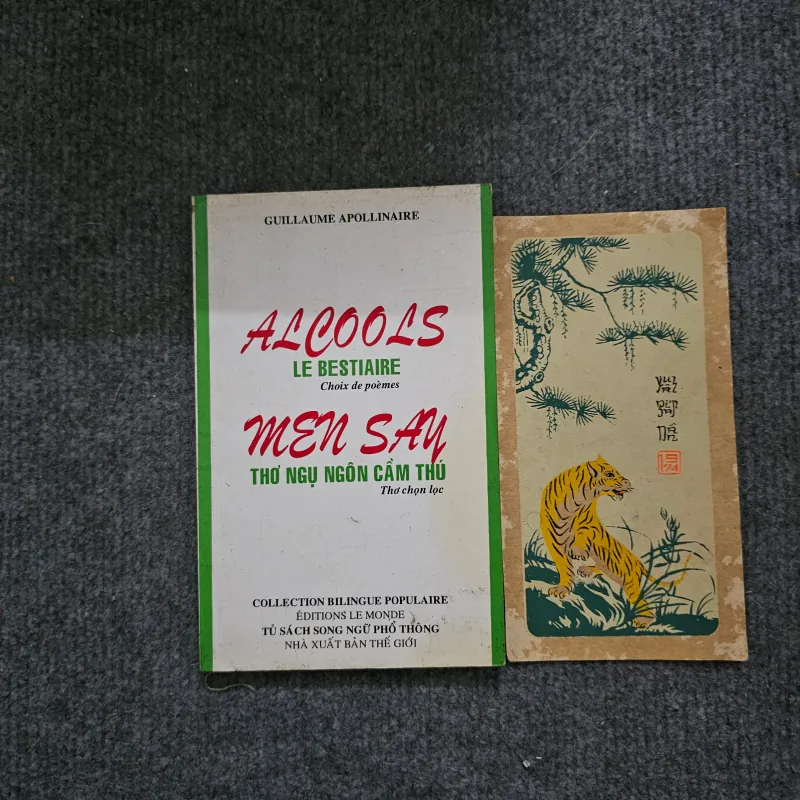 GUILLAUME APOLLINAIRE
ALCOOLS
LE BESTIAIRE
Choix de poèmes
MEN SAY
THƠ NGỤ NGÔN CẦM THÚ
Thơ chọn lọc
COLLECTION BILINGUE POPULAIRE
ÉDITIONS LE MONDE
TỦ SÁCH SONG NGỮ PHỔ THÔNG
NHÀ XUẤT BẢN THẾ GIỚI